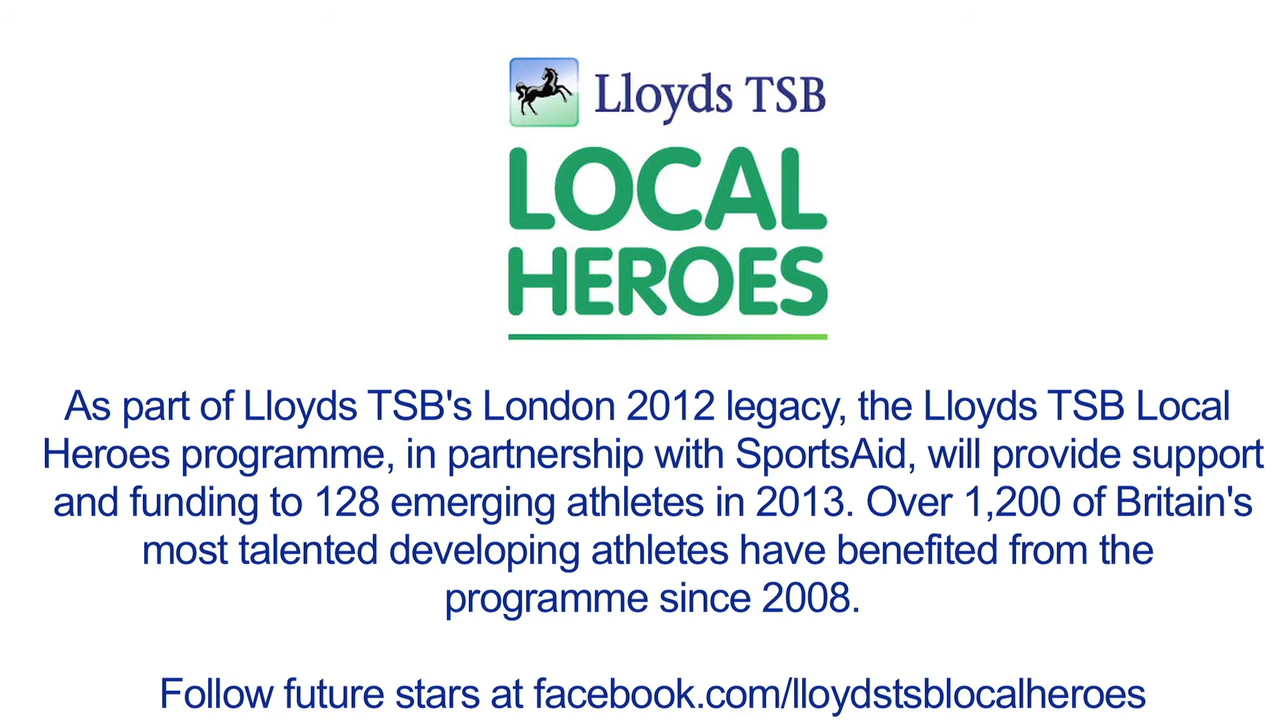 Lloyds TSB
LOCAL
HEROES
As part of Lloyds TSB's London 2012 legacy, the Lloyds TSB Local
Heroes programme, in partnership with SportsAid, will provide support
and funding to 128 emerging athletes in 2013. Over 1,200 of Britain's
most talented developing athletes have benefited from the
programme since 2008.
Follow future stars at facebook.com/lloydstsblocalheroes